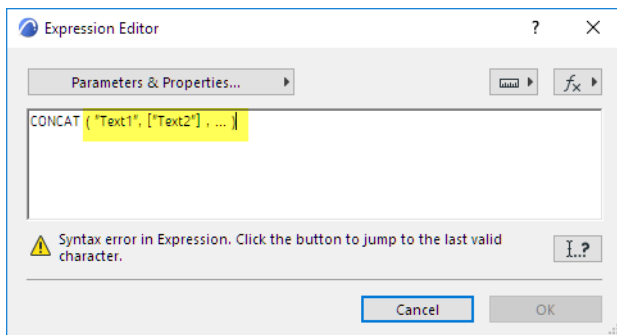 Expression Editor
?
Parameters & Properties...
fx
CONCAT ( "Text1", ["Text2"] , ... )
Syntax error in Expression. Click the button to jump to the last valid
character.
I..?
Cancel
OK